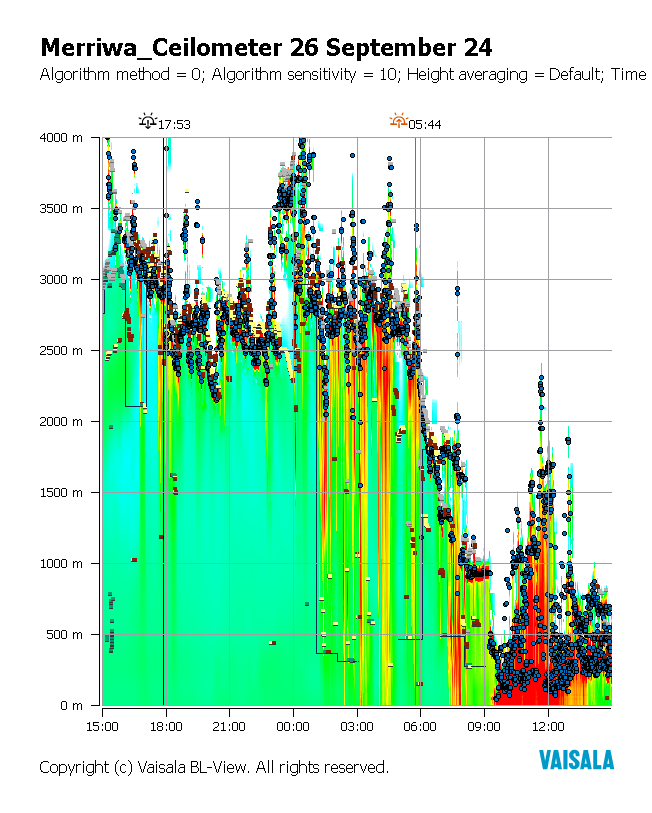 Merriwa_Ceilometer 26 September 24
Algorithm method = 0; Algorithm sensitivity = 10; Height averaging = Default; Time
17:53
05:44
4000 m
3500 m
3000 m
2500 m
2000 m
1500 m
1000 m
500 m
0 m
15:00 18:00 21:00 00:00 03:00 06:00 09:00 12:00
Copyright (c) Vaisala BL-View. All rights reserved.
VAISALA